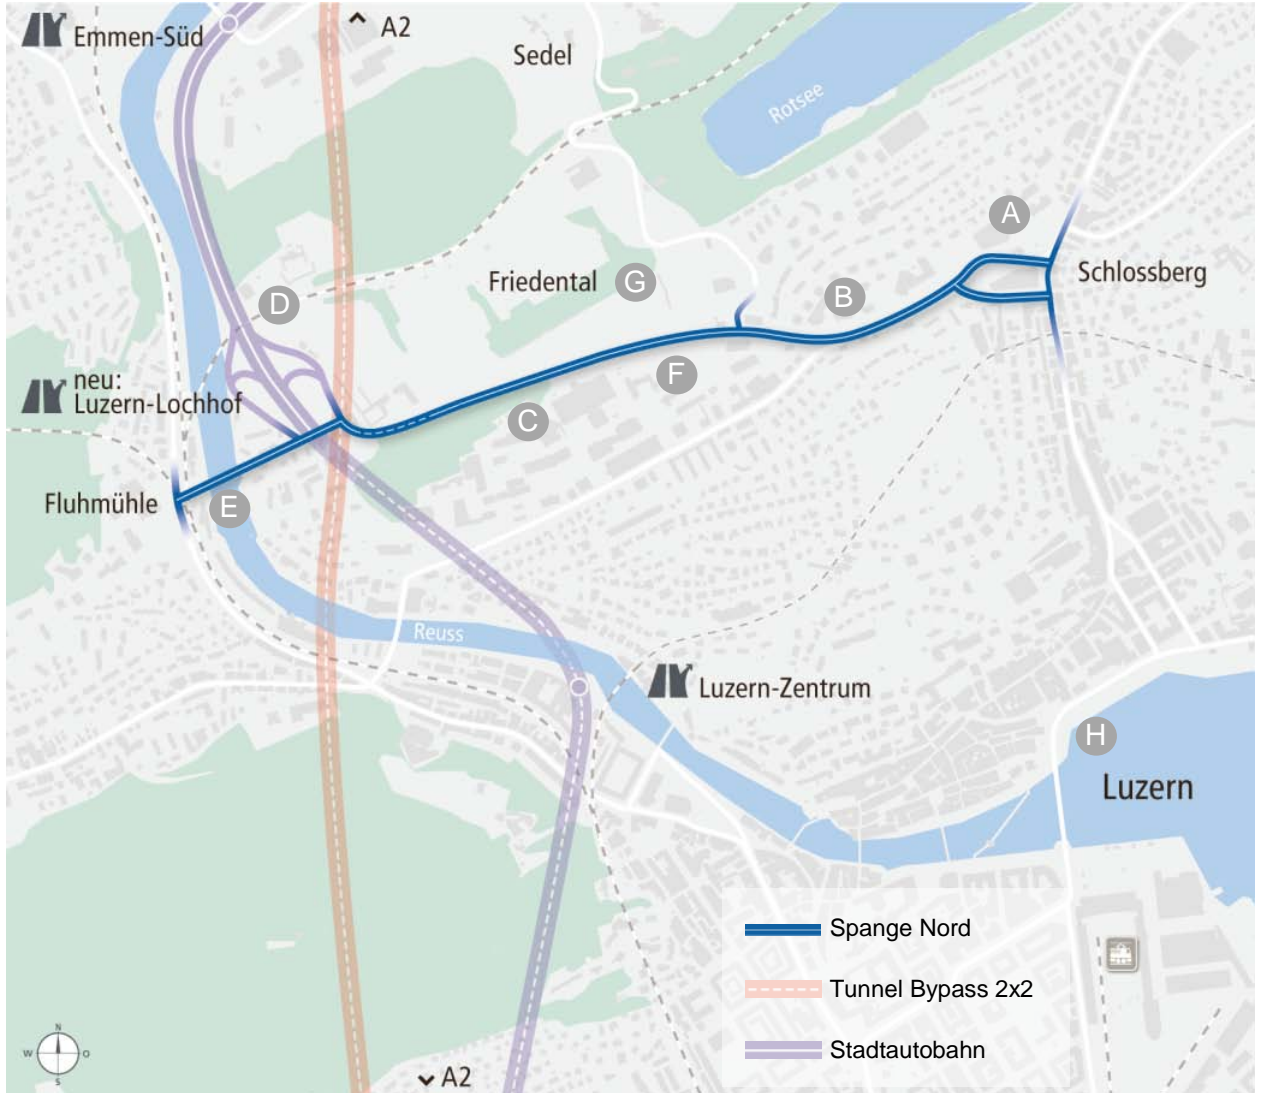 Emmen-Süd
A2
Sedel
Rotsee
A
Schlossberg
Friedental
G
B
D
neu:
Luzern-Lochhof
F
C
Fluhmühle
E
Reuss
Luzern-Zentrum
H
Luzern
Spange Nord
Tunnel Bypass 2x2
Stadtautobahn
N
W
O
S
A2